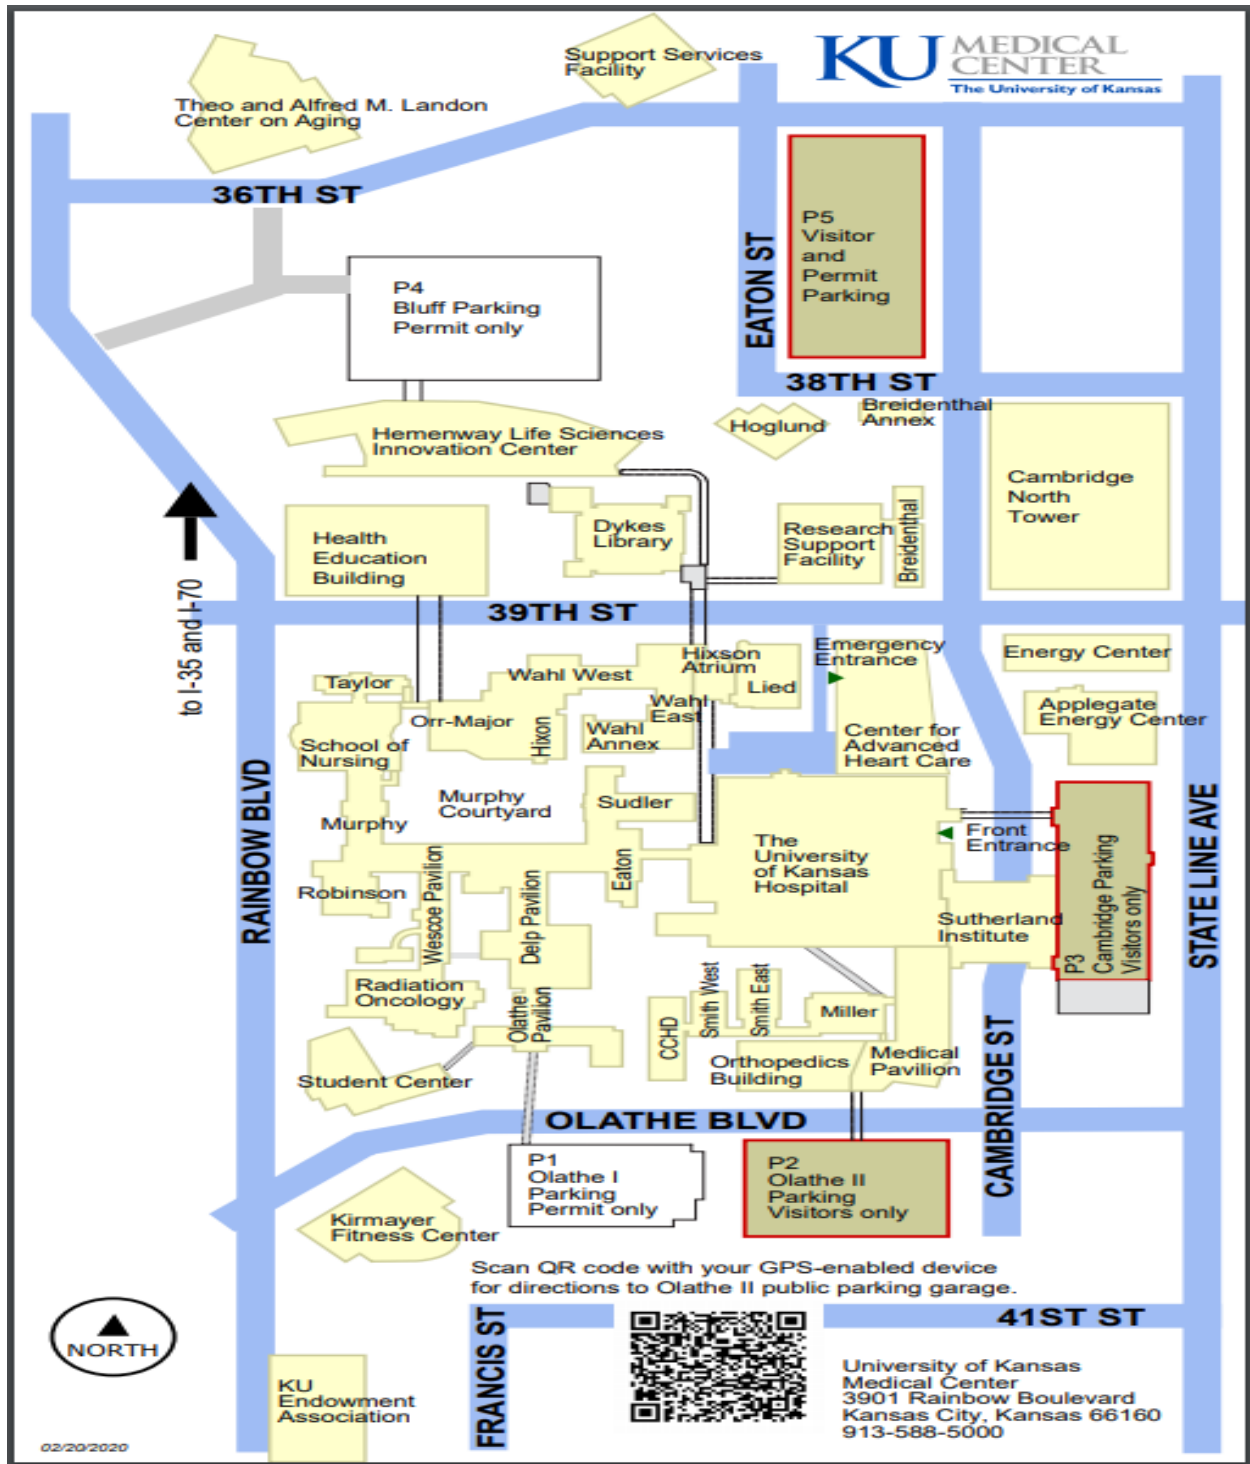 Support Services
Facility
KU MEDICAL
CENTER
The University of Kansas
Theo and Alfred M. Landon
Center on Aging
36TH ST
P5
Visitor
and
Permit
Parking
EATON ST
P4
Bluff Parking
Permit only
38TH ST
Breidenthal
Annex
Hoglund
Hemenway Life Sciences
Innovation Center
Cambridge
North
Tower
Dykes
Library
Research
Support
Facility
Breidenthal
Health
Education
Building
to I-35 and I-70
39TH ST
Emergency
Entrance
Energy Center
Hixson
Atrium
Wahl West
Lied
Taylor
Wahl
East
Applegate
Energy Center
Orr-Major
Hixon
Wahl
Annex
Center for
Advanced
Heart Care
School of
Nursing
Murphy
Courtyard
Sudler
Murphy
Front
Entrance
The
University
of Kansas
Hospital
RAINBOW BLVD
STATE LINE AVE
Eaton
Robinson
Wescoe Pavilion
Delp Pavilion
P3
Cambridge Parking
Visitors only
Sutherland
Institute
Radiation
Oncology
Olathe
Pavilion
Smith West
Smith East
Miller
CCHD
Orthopedics
Building
Medical
Pavilion
Student Center
CAMBRIDGE ST
OLATHE BLVD
P1
Olathe I
Parking
Permit only
P2
Olathe II
Parking
Visitors only
Kirmayer
Fitness Center
Scan QR code with your GPS-enabled device
for directions to Olathe II public parking garage.
NORTH
FRANCIS ST
41ST ST
KU
Endowment
Association
University of Kansas
Medical Center
3901 Rainbow Boulevard
Kansas City, Kansas 66160
913-588-5000
02/20/2020